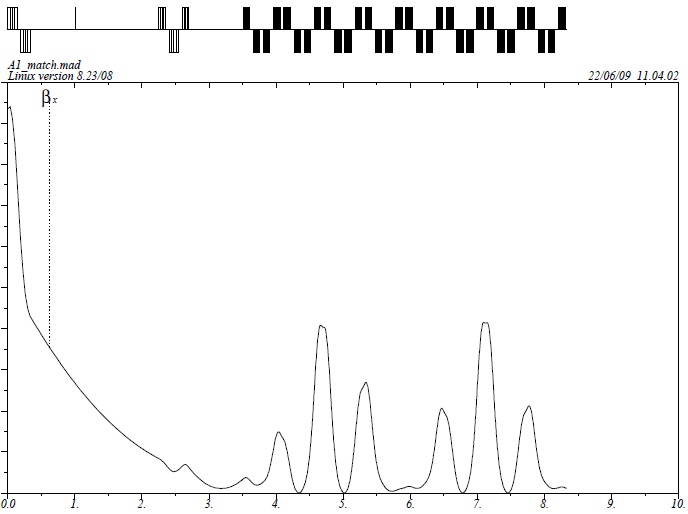 A1_match.mad
Linux version 8.23/08 22/06/09 11.04.02
βx
0.0 1. 2. 3. 4. 5. 6. 7. 8. 9. 10.